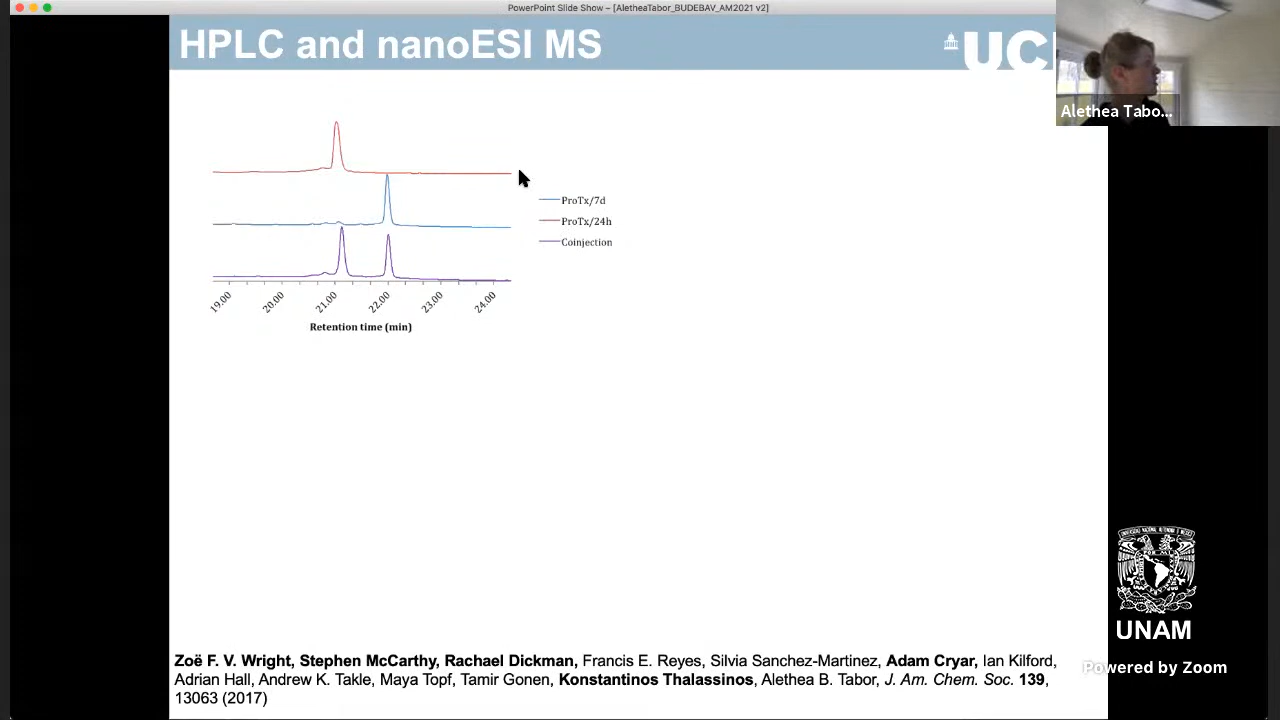 PowerPoint Slide Show – [AletheaTabor_BUDEBAV_AM2021 v2]
HPLC and nanoESI MS
UC
Alethea Tabo...
ProTx/7d
ProTx/24h
Coinjection
19.00 20.00 21.00 22.00 23.00 24.00
Retention time (min)
UNAM
Powered by Zoom
Zoë F. V. Wright, Stephen McCarthy, Rachael Dickman, Francis E. Reyes, Silvia Sanchez-Martinez, Adam Cryar, Ian Kilford,
Adrian Hall, Andrew K. Takle, Maya Topf, Tamir Gonen, Konstantinos Thalassinos, Alethea B. Tabor, J. Am. Chem. Soc. 139,
13063 (2017)